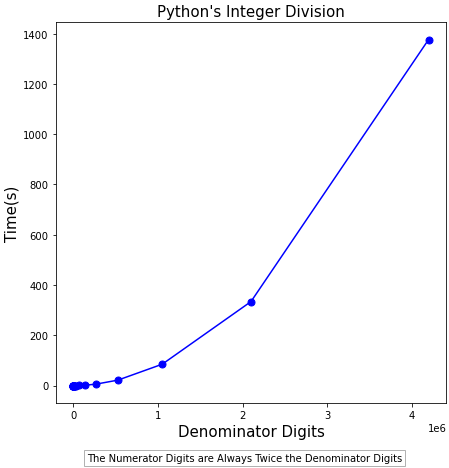 Python's Integer Division
1400
1200
1000
800
600
400
200
0
Time(s)
0 1 2 3 4
1e6
Denominator Digits
The Numerator Digits are Always Twice the Denominator Digits